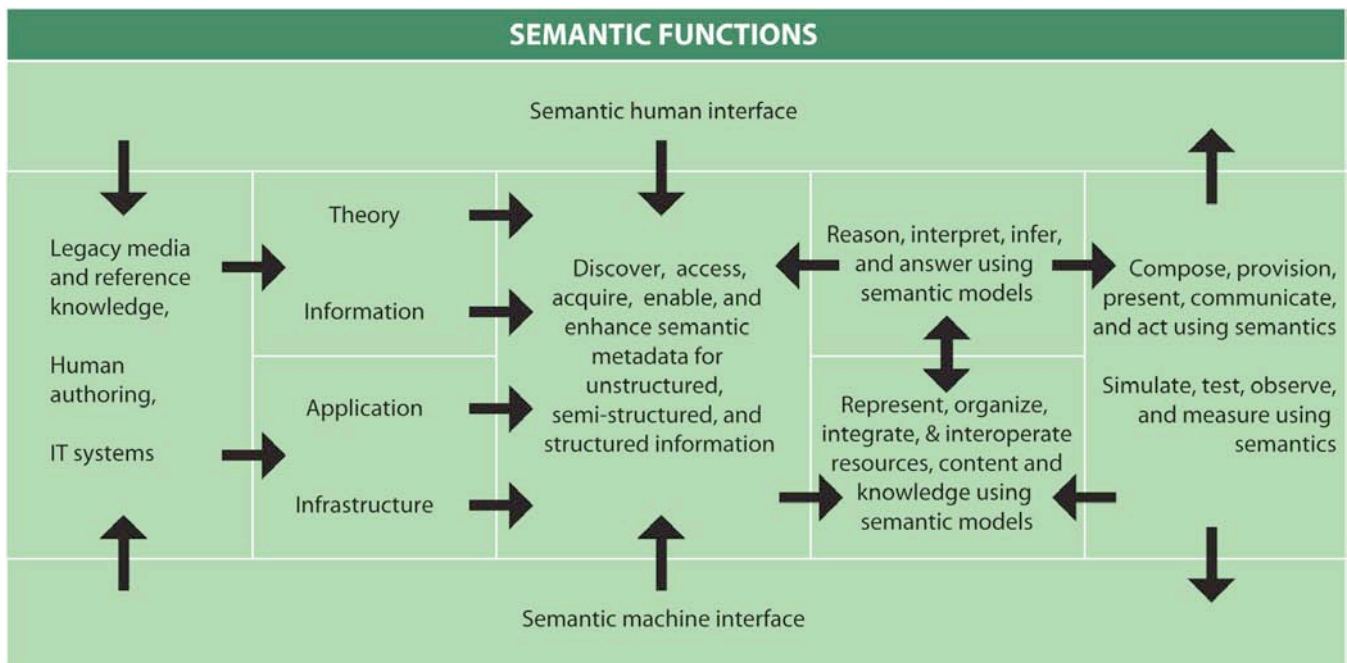 SEMANTIC FUNCTIONS
Semantic human interface
Legacy media
and reference
knowledge,
Human
authoring,
IT systems
Theory
Information
Application
Infrastructure
Discover, access,
acquire, enable, and
enhance semantic
metadata for
unstructured,
semi-structured, and
structured information
Reason, interpret, infer,
and answer using
semantic models
Represent, organize,
integrate, & interoperate
resources, content and
knowledge using
semantic models
Compose, provision,
present, communicate,
and act using semantics
Simulate, test, observe,
and measure using
semantics
Semantic machine interface